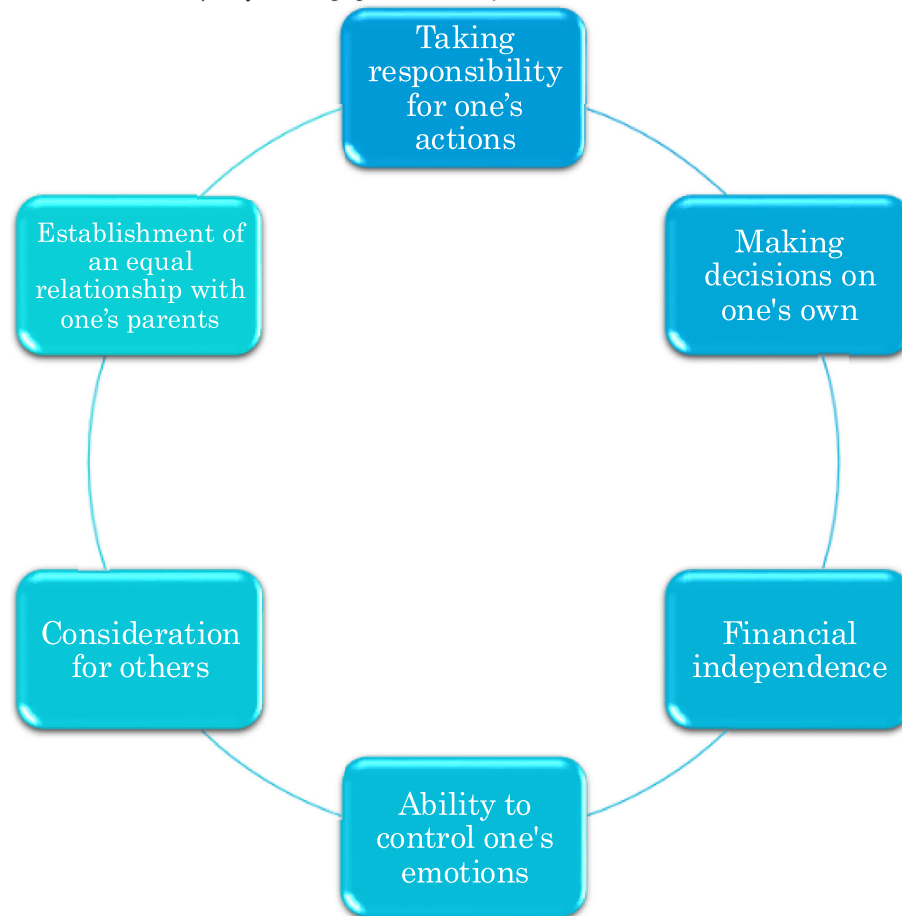 Taking
responsibility
for one’s
actions
Making
decisions on
one's own
Financial
independence
Ability to
control one's
emotions
Consideration
for others
Establishment of
an equal
relationship with
one’s parents